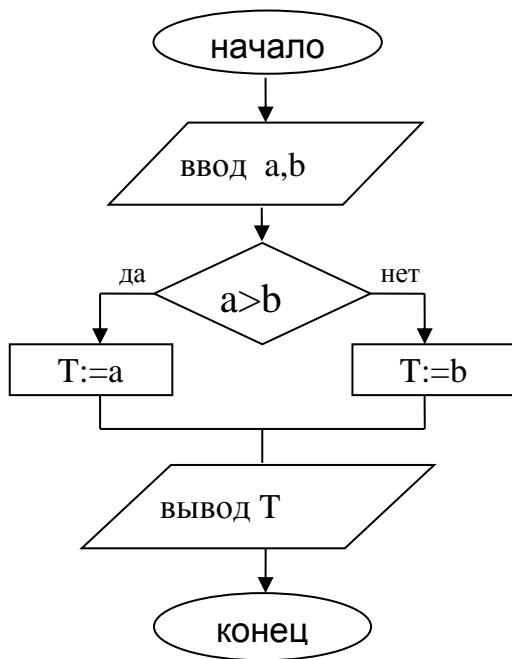 начало
ввод a,b
да
нет
a>b
T:=a
T:=b
вывод T
конец